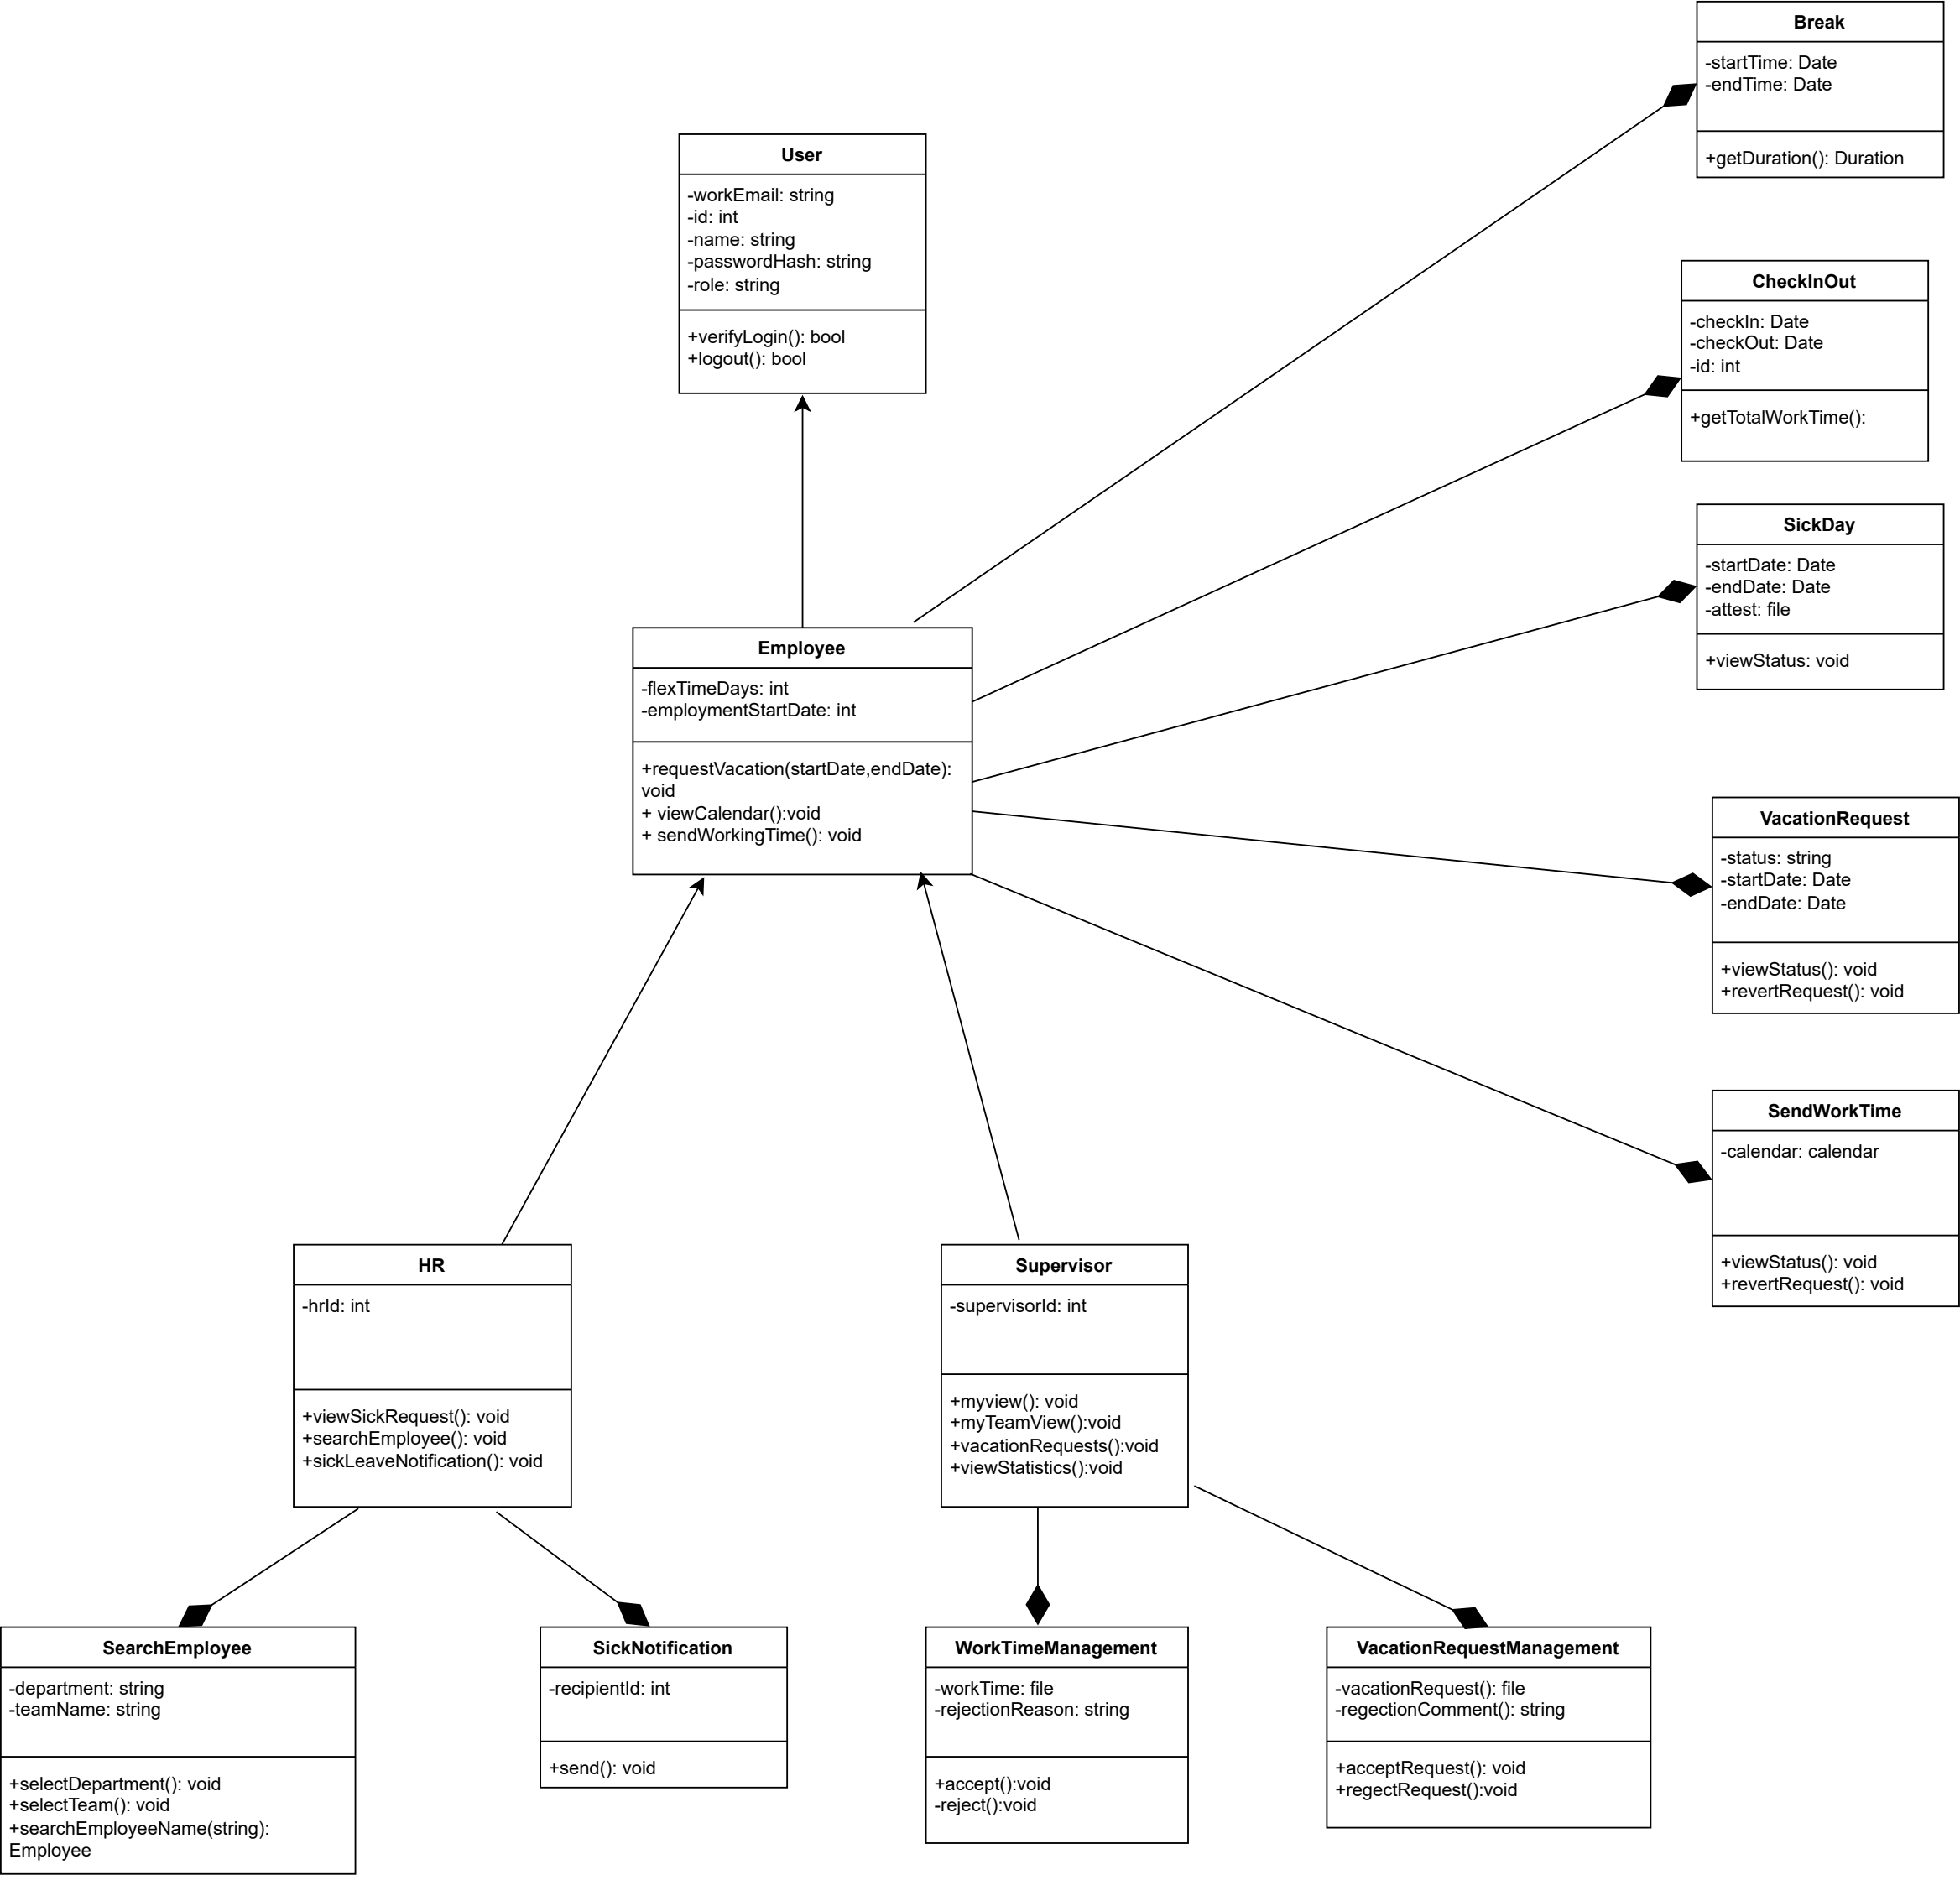 Break
-startTime: Date
-endTime: Date
+getDuration(): Duration
User
-workEmail: string
-id: int
-name: string
-passwordHash: string
-role: string
+verifyLogin(): bool
+logout(): bool
CheckInOut
-checkIn: Date
-checkOut: Date
-id: int
+getTotalWorkTime():
SickDay
-startDate: Date
-endDate: Date
-attest: file
+viewStatus: void
Employee
-flexTimeDays: int
-employmentStartDate: int
+requestVacation(startDate,endDate):
void
+ viewCalendar():void
+ sendWorkingTime(): void
VacationRequest
-status: string
-startDate: Date
-endDate: Date
+viewStatus(): void
+revertRequest(): void
SendWorkTime
-calendar: calendar
+viewStatus(): void
+revertRequest(): void
HR
-hrId: int
+viewSickRequest(): void
+searchEmployee(): void
+sickLeaveNotification(): void
Supervisor
-supervisorId: int
+myview(): void
+myTeamView():void
+vacationRequests():void
+viewStatistics():void
SearchEmployee
-department: string
-teamName: string
+selectDepartment(): void
+selectTeam(): void
+searchEmployeeName(string):
Employee
SickNotification
-recipientId: int
+send(): void
WorkTimeManagement
-workTime: file
-rejectionReason: string
+accept():void
-reject():void
VacationRequestManagement
-vacationRequest(): file
-regectionComment(): string
+acceptRequest(): void
+regectRequest():void